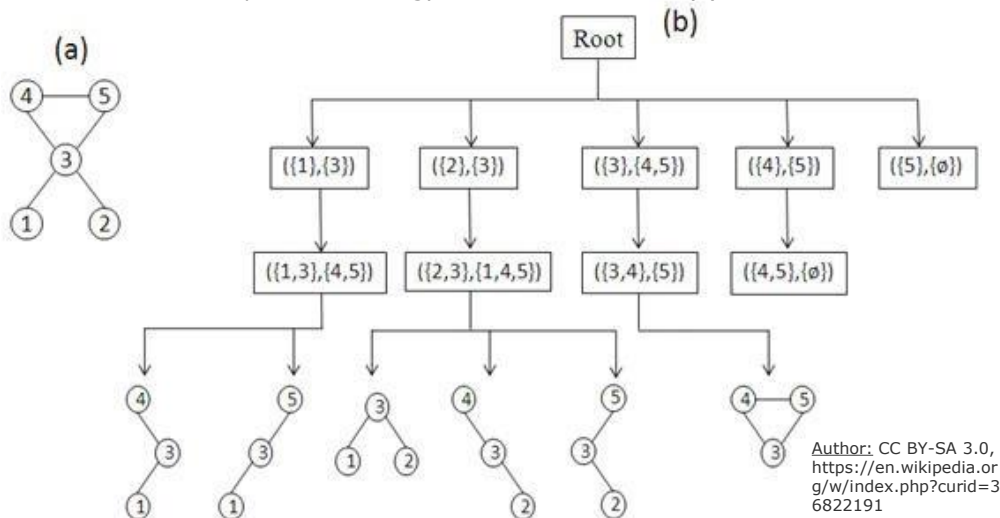 (a)
4 5
3
1 2
(b)
Root
({1},{3}) ({2},{3}) ({3},{4,5}) ({4},{5}) ({5},{ø})
({1,3},{4,5}) ({2,3},{1,4,5}) ({3,4},{5}) ({4,5},{ø})
4 5 3 4 5 4 5
3 3 1 2 3 3 3
1 1 2 2
Author: CC BY-SA 3.0,
https://en.wikipedia.or
g/w/index.php?curid=3
6822191